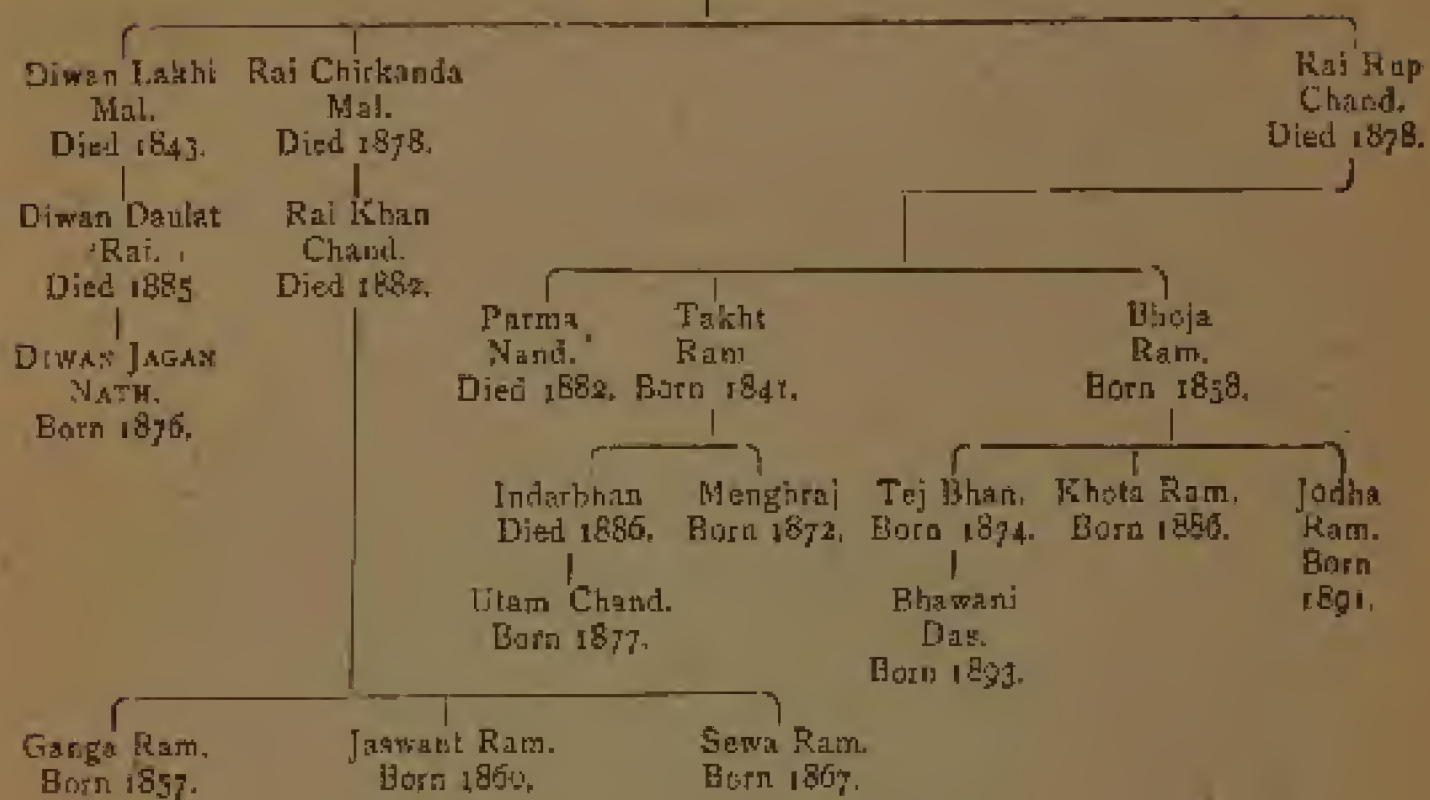 Diwan Lakhi
Mal.
Died 1843.
Rai Chirkanda
Mal.
Died 1878.
Rai Rup
Chand.
Died 1878.
Diwan Daulat
Rai.
Died 1885
Rai Khan
Chand.
Died 1882.
DIWAN JAGAN
NATH.
Born 1876.
Parma
Nand.
Died 1882.
Takht
Ram
Born 1841.
Bhoja
Ram.
Born 1858.
Indarbhan
Died 1886.
Menghraj
Born 1872.
Tej Bhan.
Born 1874.
Khota Ram.
Born 1886.
Jodha
Ram.
Born
1891.
Utam Chand.
Born 1877.
Bhawani
Das.
Born 1893.
Ganga Ram.
Born 1857.
Jaswant Ram.
Born 1860.
Sewa Ram.
Born 1867.